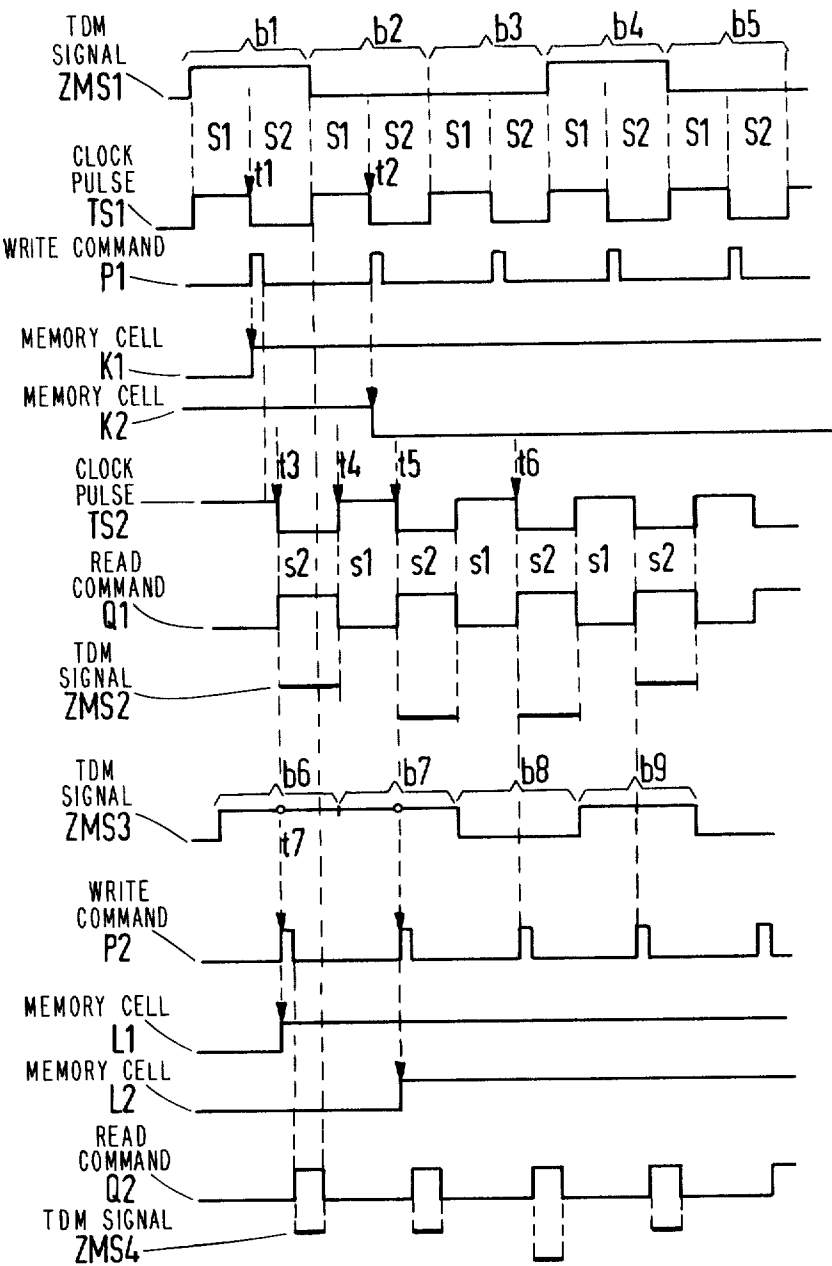 TDM
SIGNAL
ZMS1
b1 b2 b3 b4 b5
S1 S2 S1 S2 S1 S2 S1 S2 S1 S2
CLOCK
PULSE
TS1
t1 t2
WRITE COMMAND
P1
MEMORY CELL
K1
MEMORY CELL
K2
CLOCK
PULSE
TS2
t3 t4 t5 t6
s2 s1 s2 s1 s2 s1 s2
READ
COMMAND
Q1
TDM
SIGNAL
ZMS2
TDM
SIGNAL
ZMS3
b6 b7 b8 b9
t7
WRITE
COMMAND
P2
MEMORY CELL
L1
MEMORY CELL
L2
READ
COMMAND
Q2
TDM SIGNAL
ZMS4